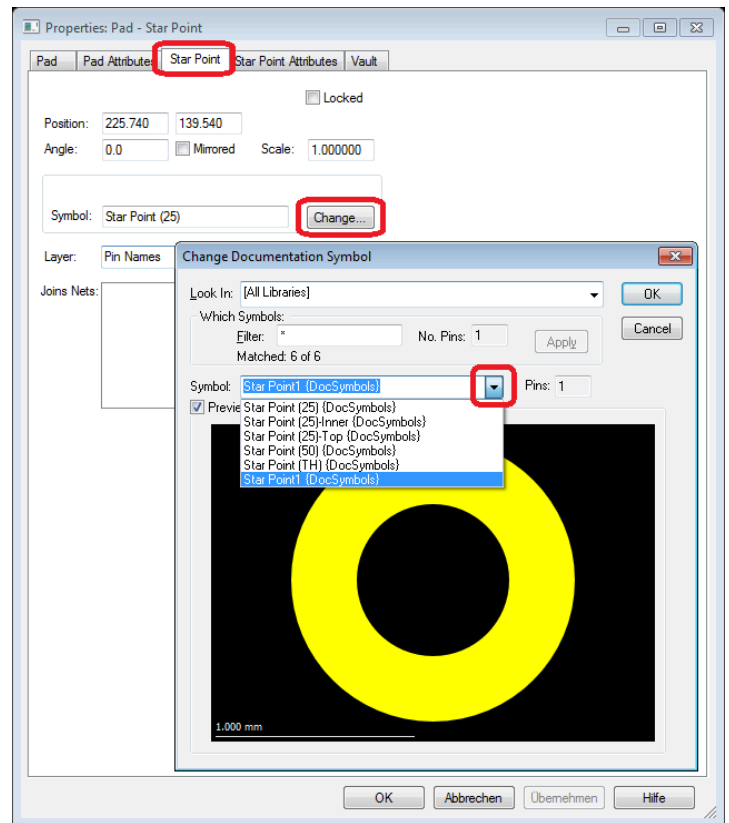 Properties: Pad - Star Point
Pad Pad Attributes Star Point Star Point Attributes Vault
Locked
Position: 225.740 139.540
Angle: 0.0 Mirrored Scale: 1.000000
Symbol: Star Point (25) Change...
Layer: Pin Names
Joins Nets:
Change Documentation Symbol
Look In: [All Libraries] OK
Which Symbols:
Filter: * No. Pins: 1 Apply Cancel
Matched: 6 of 6
Symbol: Star Point1 {DocSymbols} Pins: 1
Star Point (25) {DocSymbols}
Star Point (25)-Inner {DocSymbols}
Star Point (25)-Top {DocSymbols}
Star Point (50) {DocSymbols}
Star Point (TH) {DocSymbols}
Star Point1 {DocSymbols}
1.000 mm
OK Abbrechen Übernehmen Hilfe